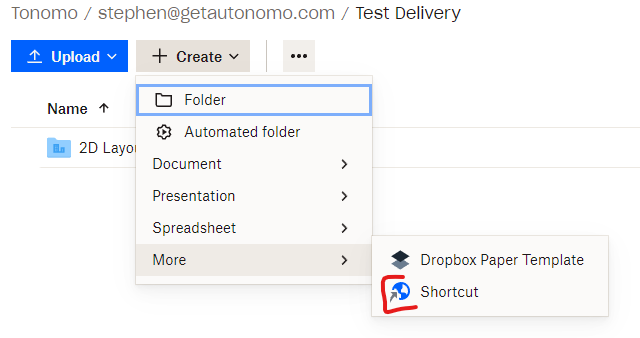 Tonomo / stephen@getautonomo.com / Test Delivery
Upload
Create
Name
Folder
Automated folder
2D Layou
Document
Presentation
Spreadsheet
More
Dropbox Paper Template
Shortcut